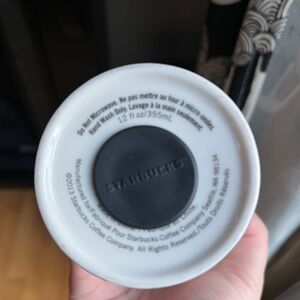 Do Not Microwave. Ne pas mettre au four à micro-ondes.
Hand Wash Only. Lavage à la main seulement.
12 fl oz/355mL
STARBUCKS
Manufactured for/Fabriqué Pour Starbucks Coffee Company Seattle, WA 98134
©2013 Starbucks Coffee Company. All Rights Reserved./Touts Droits Réservés